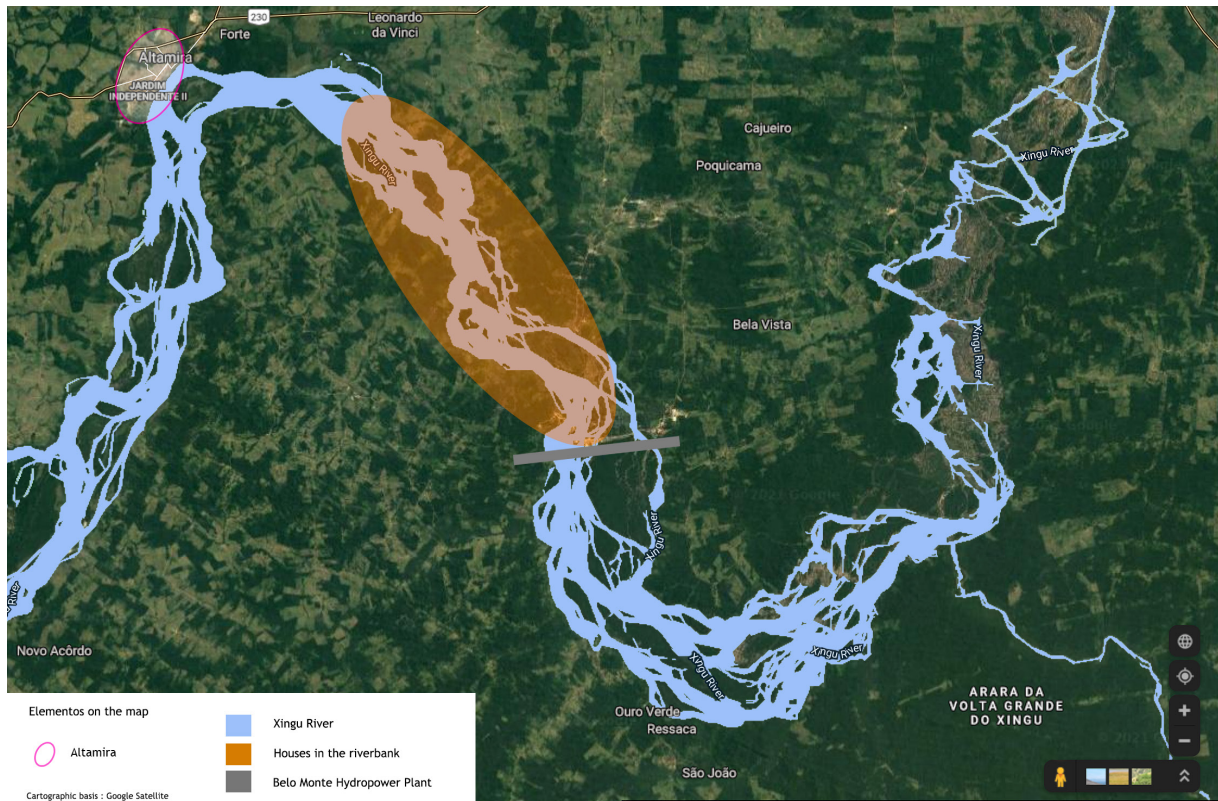 230
Leonardo
da Vinci
Forte
Altamira
JARDIM
INDEPENDENTE II
Cajueiro
Xingu River
Poquicama
Xingu River
Bela Vista
Xingu River
Xingu River
River
Novo Acôrdo
Xingu River
Xingu River
ARARA DA
VOLTA GRANDE
DO XINGU
Ouro Verde
Ressaca
São João
Elementos on the map
Altamira
Xingu River
Houses in the riverbank
Belo Monte Hydropower Plant
Cartographic basis : Google Satellite